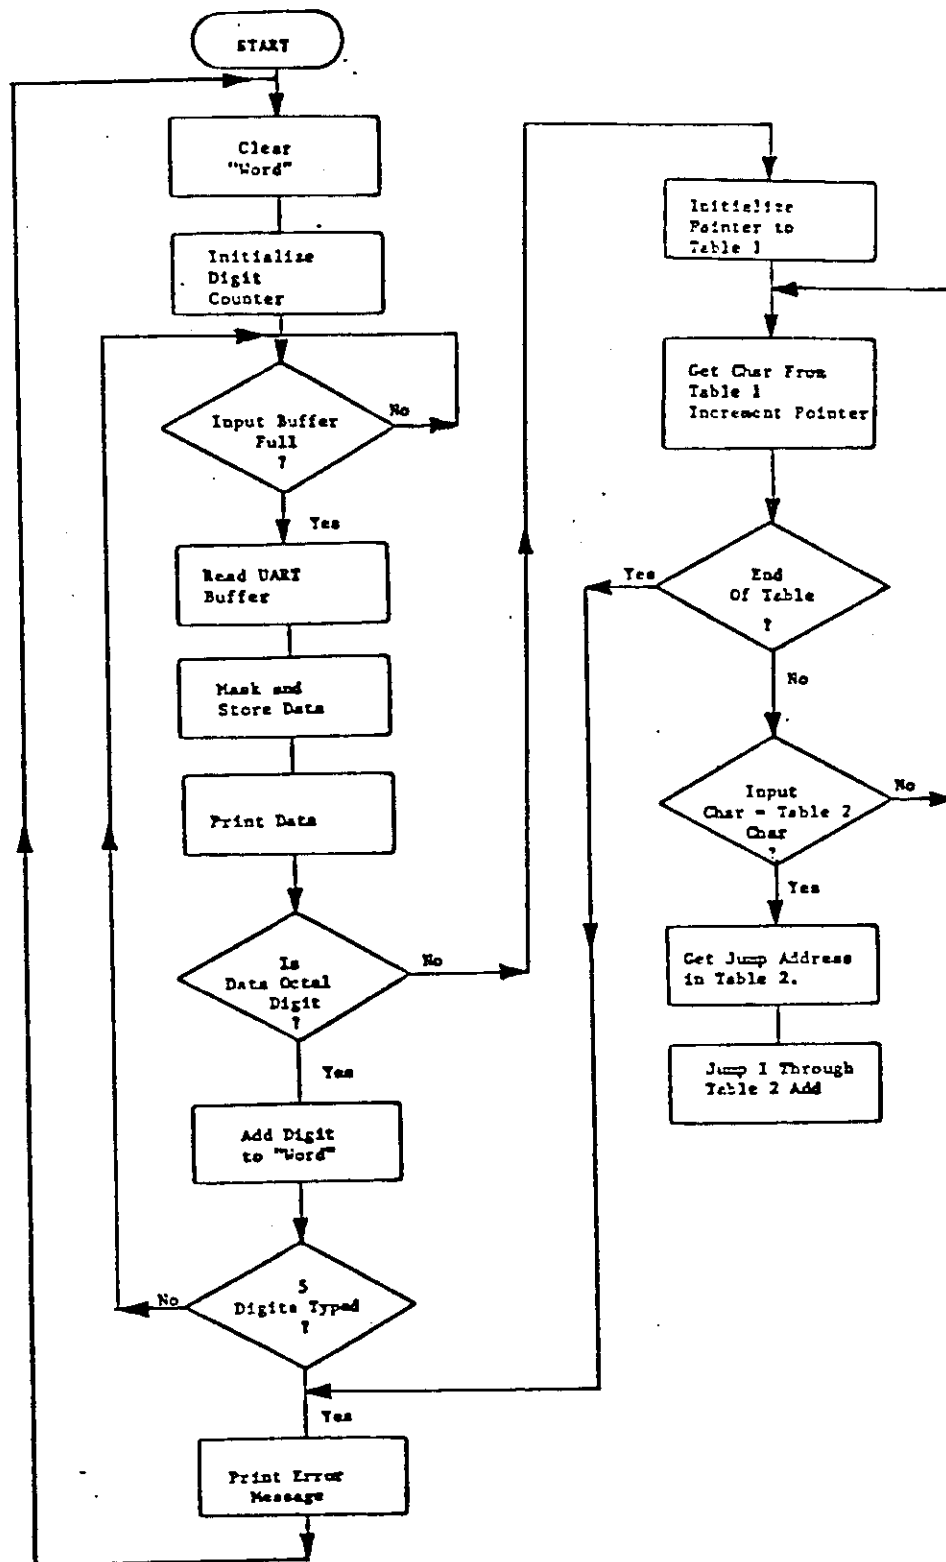 START
Clear
"Word"
Initialize
Digit
Counter
Input Buffer
Full
?
No
Yes
Read UART
Buffer
Mask and
Store Data
Print Data
Is
Data Octal
Digit
?
No
Yes
Add Digit
to "Word"
5
Digits Typed
?
No
Yes
Print Error
Message
Initialize
Pointer to
Table 1
Get Char From
Table 1
Increment Pointer
End
Of Table
?
Yes
No
Input
Char = Table 2
Char
?
No
Yes
Get Jump Address
in Table 2.
Jump I Through
Table 2 Add